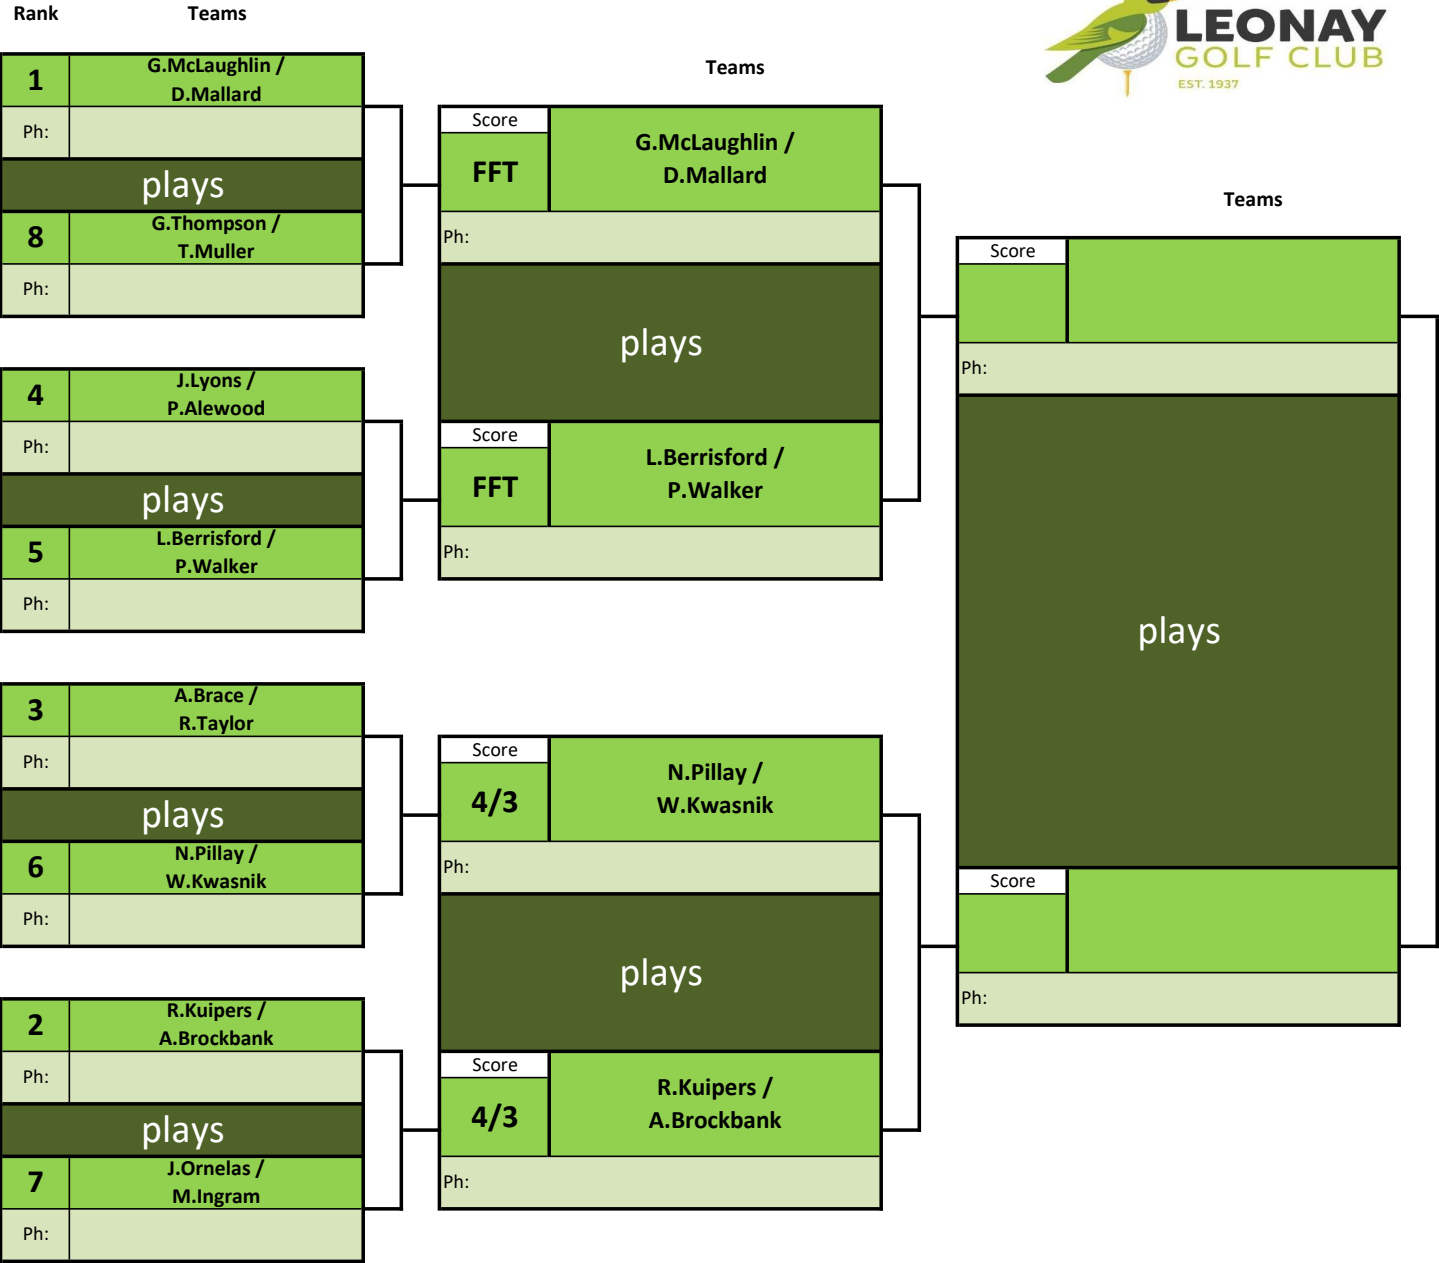 Rank Teams
1 G.McLaughlin /
D.Mallard
Ph:
plays
8 G.Thompson /
T.Muller
Ph:
4 J.Lyons /
P.Alewood
Ph:
plays
5 L.Berrisford /
P.Walker
Ph:
3 A.Brace /
R.Taylor
Ph:
plays
6 N.Pillay /
W.Kwasnik
Ph:
2 R.Kuipers /
A.Brockbank
Ph:
plays
7 J.Ornelas /
M.Ingram
Ph:
Teams
Score
FFT G.McLaughlin /
D.Mallard
Ph:
plays
Score
FFT L.Berrisford /
P.Walker
Ph:
Score
4/3 N.Pillay /
W.Kwasnik
Ph:
plays
Score
4/3 R.Kuipers /
A.Brockbank
Ph:
LEONAY
GOLF CLUB
EST. 1937
Teams
Score
Ph:
plays
Score
Ph: